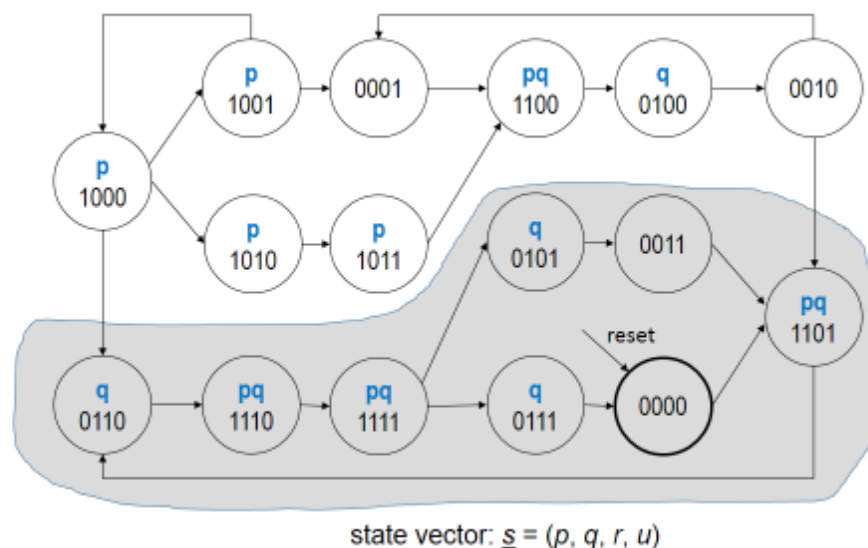 p
1001
0001
pq
1100
q
0100
0010
p
1000
p
1010
p
1011
q
0101
0011
pq
1101
reset
q
0110
pq
1110
pq
1111
q
0111
0000
state vector: s = (p, q, r, u)